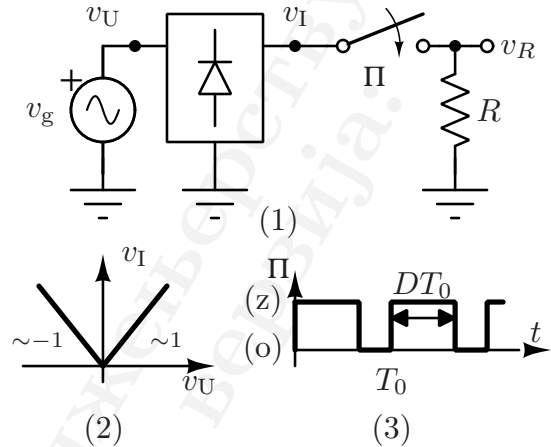 v_U v_I v_R
+
v_g Π R
(1)
v_I Π DT_0
(z)
∼−1 ∼1 (o) t
v_U T_0
(2) (3)